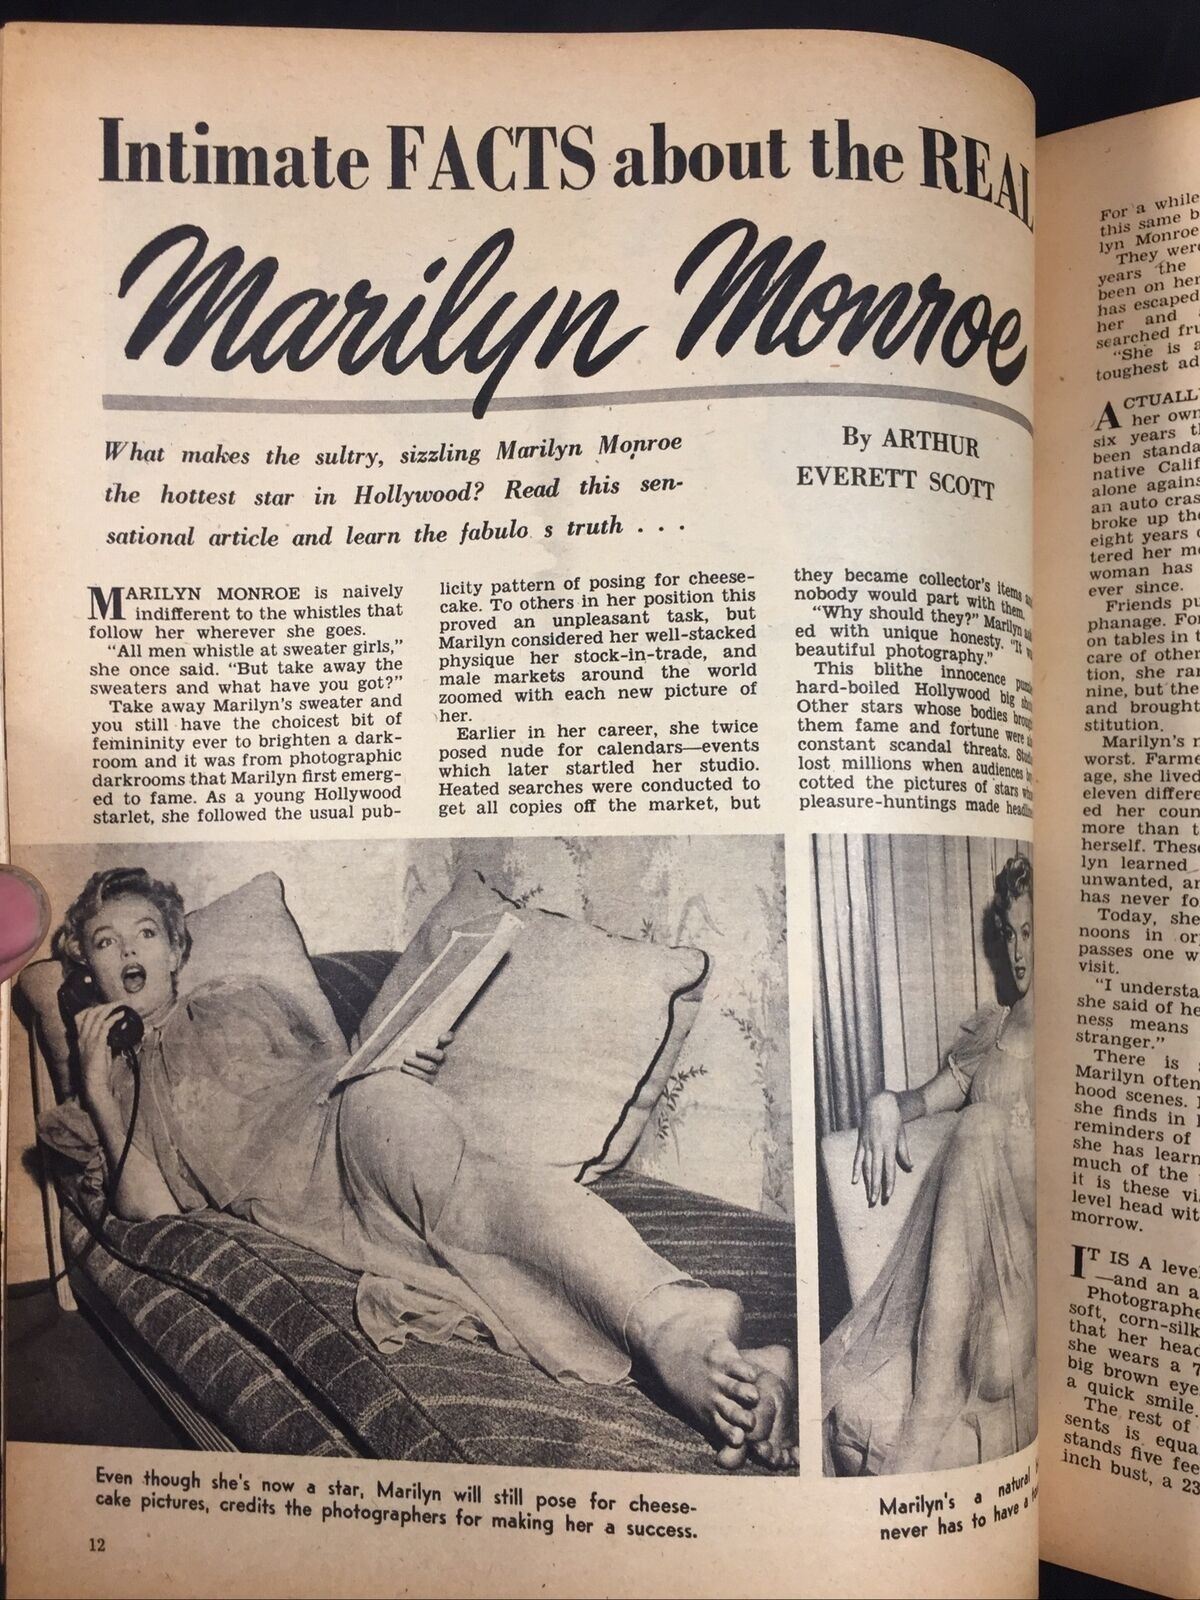 Intimate FACTS about the REAL
Marilyn Monroe
What makes the sultry, sizzling Marilyn Monroe
the hottest star in Hollywood? Read this sen-
sational article and learn the fabulo s truth . . .
By ARTHUR
EVERETT SCOTT
MARILYN MONROE is naively
indifferent to the whistles that
follow her wherever she goes.
"All men whistle at sweater girls,"
she once said. "But take away the
sweaters and what have you got?"
Take away Marilyn's sweater and
you still have the choicest bit of
femininity ever to brighten a dark-
room and it was from photographic
darkrooms that Marilyn first emerg-
ed to fame. As a young Hollywood
starlet, she followed the usual pub-
licity pattern of posing for cheese-
cake. To others in her position this
proved an unpleasant task, but
Marilyn considered her well-stacked
physique her stock-in-trade, and
male markets around the world
zoomed with each new picture of
her.
Earlier in her career, she twice
posed nude for calendars—events
which later startled her studio.
Heated searches were conducted to
get all copies off the market, but
they became collector's items
nobody would part with them.
"Why should they?" Marilyn
ed with unique honesty. "It
beautiful photography."
This blithe innocence
hard-boiled Hollywood big
Other stars whose bodies
them fame and fortune were
constant scandal threats.
lost millions when audiences
cotted the pictures of stars
pleasure-huntings made
Even though she's now a star, Marilyn will still pose for cheese-
cake pictures, credits the photographers for making her a success.
Marilyn's a natural
never has to have a
12
For a while
this same b
lyn Monroe
They were
years the
been on her
has escaped
her and
searched fru
"She is a
toughest ad
ACTUALL
her own
six years t
been standa
native Calif
alone agains
an auto cras
broke up the
eight years
tered her mo
woman has
ever since.
Friends pu
phanage. For
on tables in t
care of other
tion, she ran
nine, but the
and brought
stitution.
Marilyn's n
worst. Farme
age, she lived
eleven differe
ed her coun
more than t
herself. These
lyn learned
unwanted, an
has never fo
Today, she
noons in or
passes one w
visit.
"I understa
she said of he
ness means
stranger."
There is
Marilyn often
hood scenes.
she finds in
reminders of
she has learn
much of the
it is these vi
level head wit
morrow.
IT IS A leve
—and an a
Photographe
soft, corn-silk
that her head
she wears a 7
big brown eye
a quick smile.
The rest of
sents is equa
stands five fee
inch bust, a 23